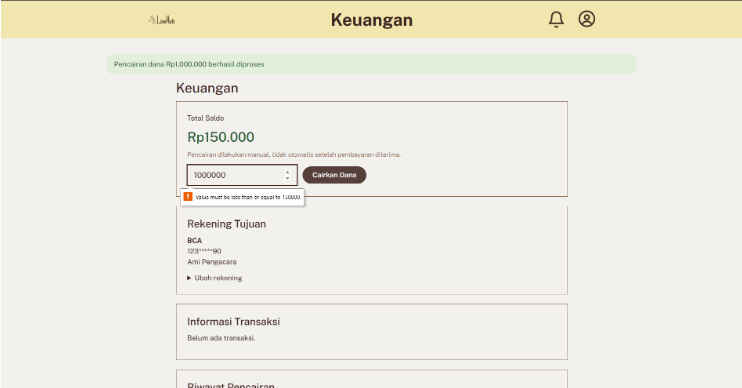 LawHub
Keuangan
Pencairan dana Rp1.000.000 berhasil diproses
Keuangan
Total Saldo
Rp150.000
Pencairan dilakukan manual, tidak otomatis setelah pembayaran diterima.
1000000
Cairkan Dana
! Value must be less than or equal to 150000.
Rekening Tujuan
BCA
123*****90
Ami Pengacara
▶ Ubah rekening
Informasi Transaksi
Belum ada transaksi.
Riwayat Pencairan